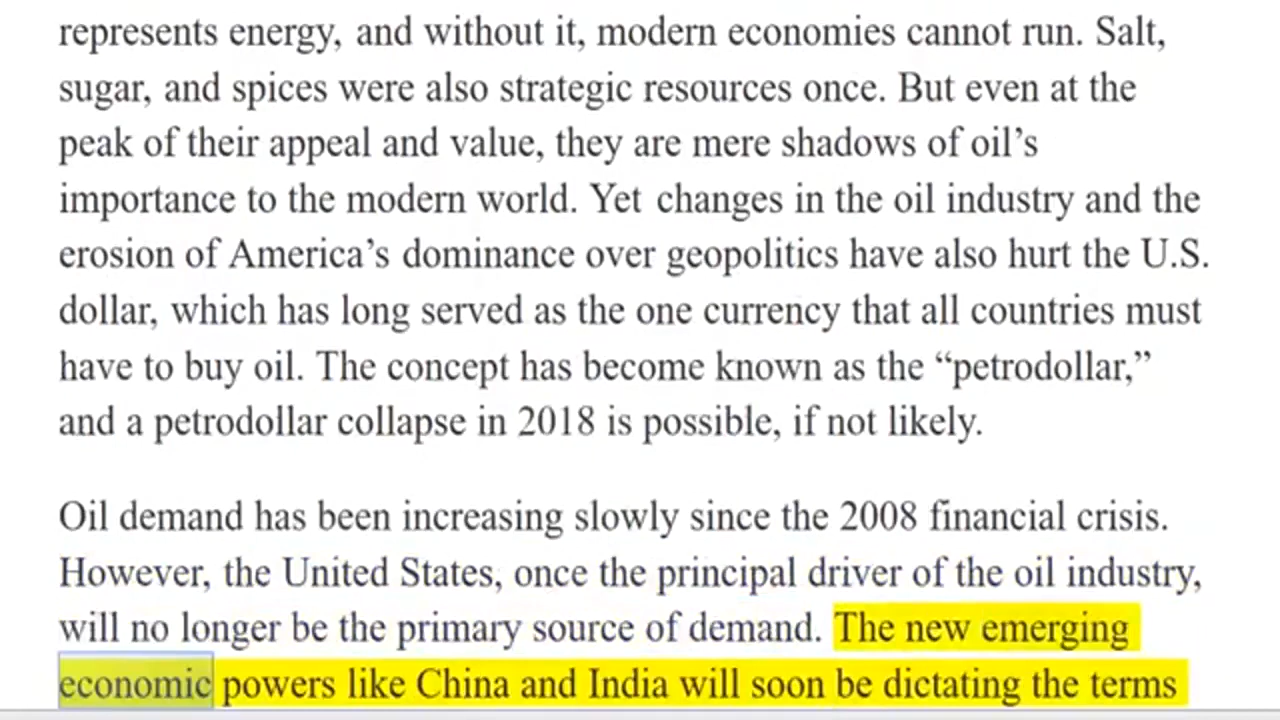 represents energy, and without it, modern economies cannot run. Salt,
sugar, and spices were also strategic resources once. But even at the
peak of their appeal and value, they are mere shadows of oil’s
importance to the modern world. Yet changes in the oil industry and the
erosion of America’s dominance over geopolitics have also hurt the U.S.
dollar, which has long served as the one currency that all countries must
have to buy oil. The concept has become known as the “petrodollar,”
and a petrodollar collapse in 2018 is possible, if not likely.
Oil demand has been increasing slowly since the 2008 financial crisis.
However, the United States, once the principal driver of the oil industry,
will no longer be the primary source of demand. The new emerging
economic powers like China and India will soon be dictating the terms